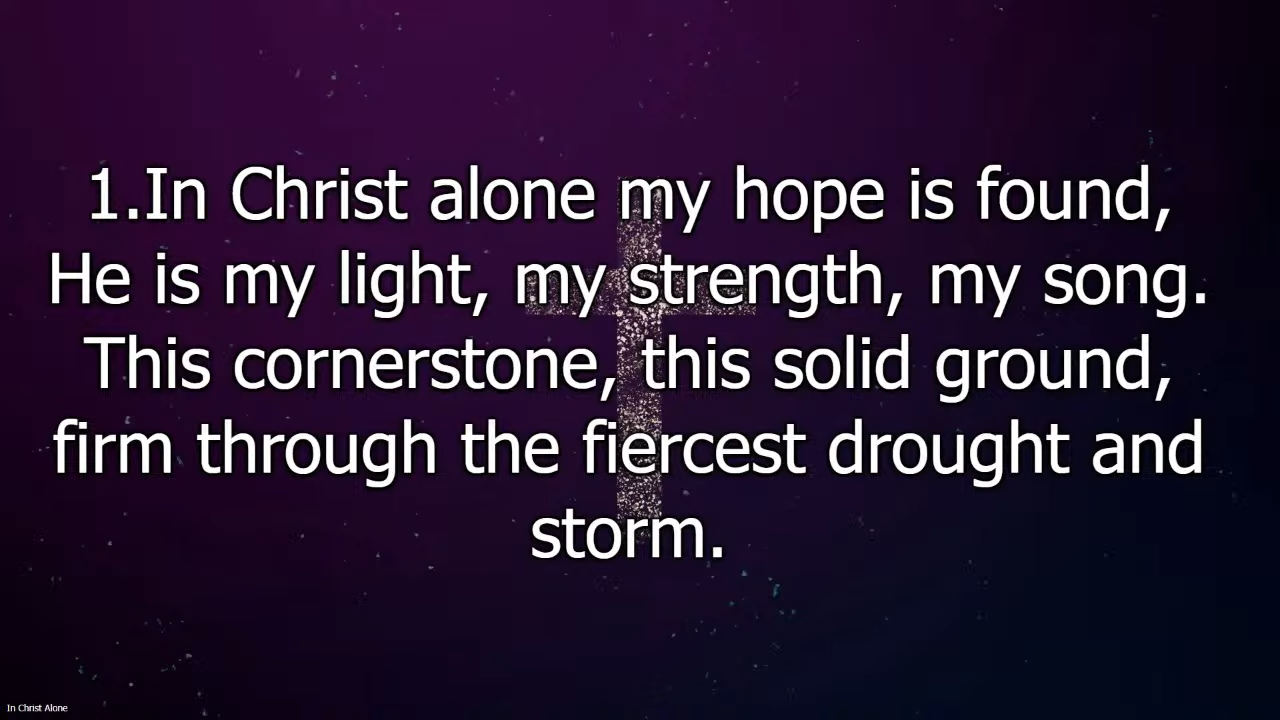 1.In Christ alone my hope is found,
He is my light, my strength, my song.
This cornerstone, this solid ground,
firm through the fiercest drought and
storm.
In Christ Alone